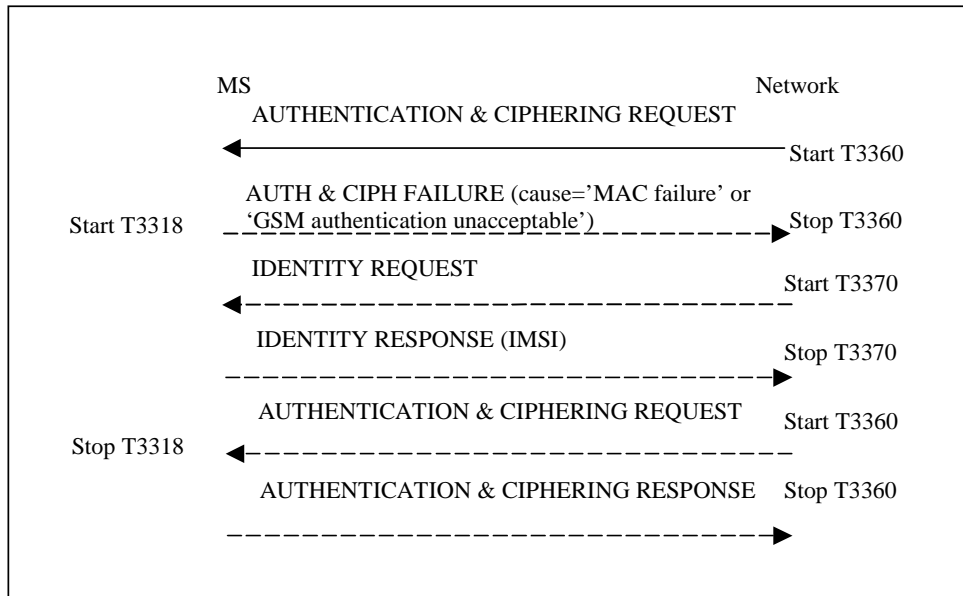 MS Network
AUTHENTICATION & CIPHERING REQUEST
Start T3360
AUTH & CIPH FAILURE (cause='MAC failure' or
Start T3318 ‘GSM authentication unacceptable’) Stop T3360
IDENTITY REQUEST
Start T3370
IDENTITY RESPONSE (IMSI)
Stop T3370
AUTHENTICATION & CIPHERING REQUEST Start T3360
Stop T3318
AUTHENTICATION & CIPHERING RESPONSE Stop T3360